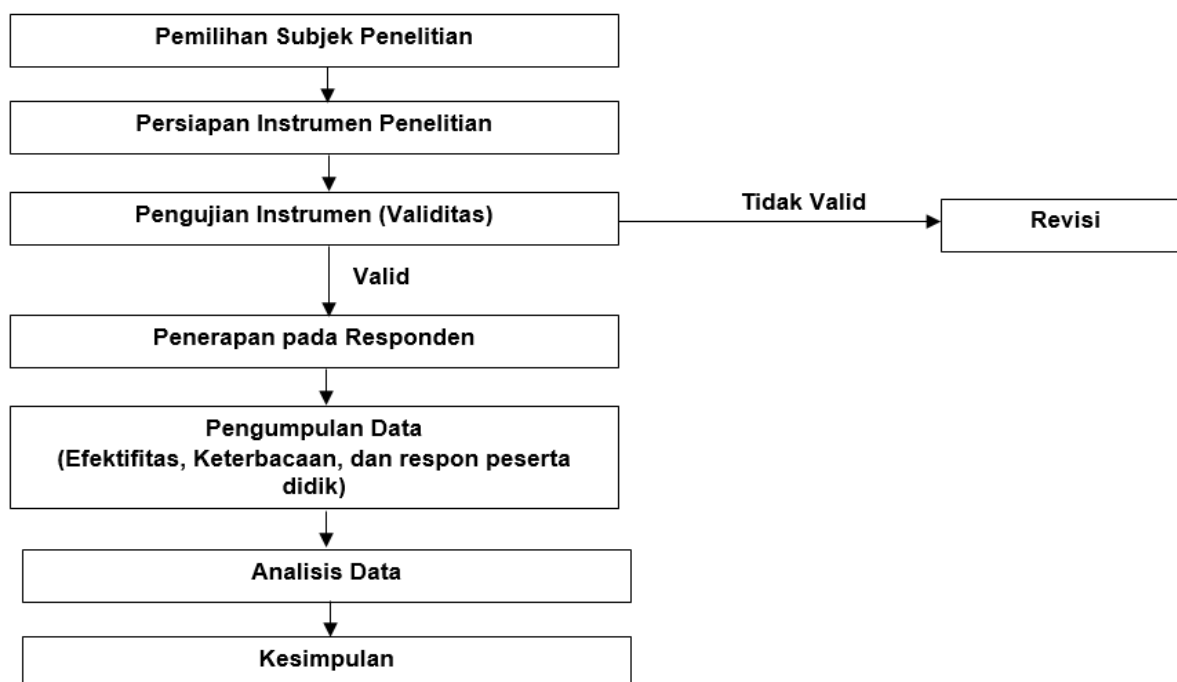 Pemilihan Subjek Penelitian
Persiapan Instrumen Penelitian
Pengujian Instrumen (Validitas)
Tidak Valid
Revisi
Valid
Penerapan pada Responden
Pengumpulan Data
(Efektifitas, Keterbacaan, dan respon peserta
didik)
Analisis Data
Kesimpulan